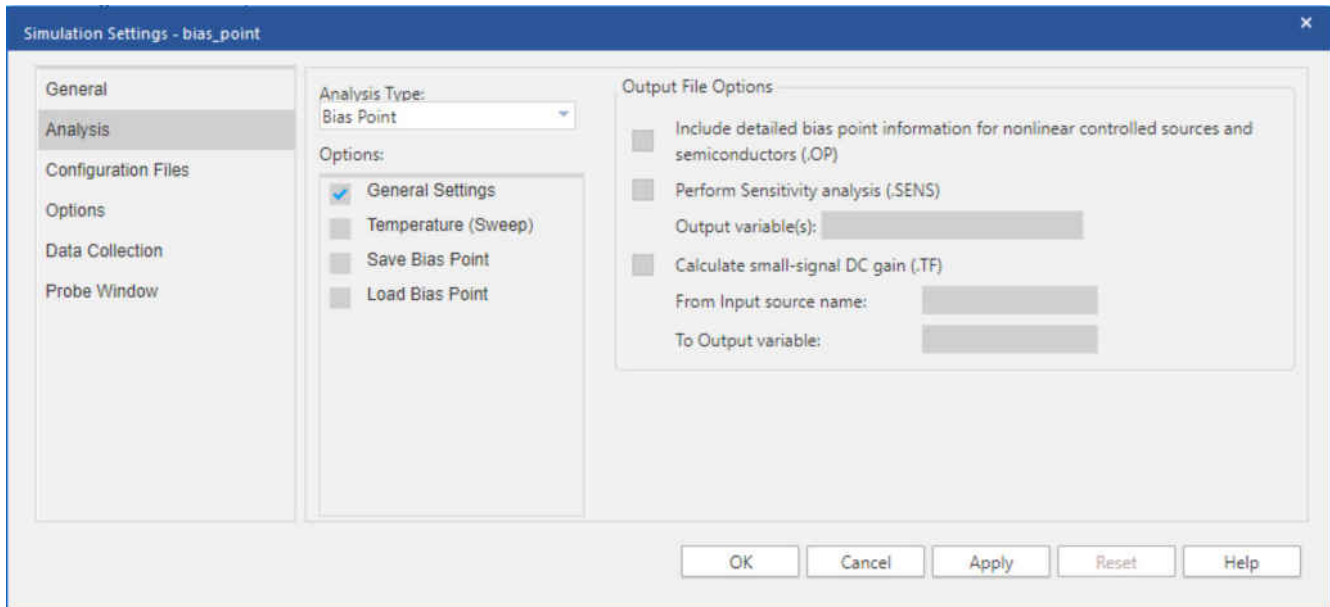 Simulation Settings - bias_point
General
Analysis
Configuration Files
Options
Data Collection
Probe Window
Analysis Type:
Bias Point
Options:
General Settings
Temperature (Sweep)
Save Bias Point
Load Bias Point
Output File Options
Include detailed bias point information for nonlinear controlled sources and
semiconductors (.OP)
Perform Sensitivity analysis (.SENS)
Output variable(s):
Calculate small-signal DC gain (.TF)
From Input source name:
To Output variable:
OK
Cancel
Apply
Reset
Help